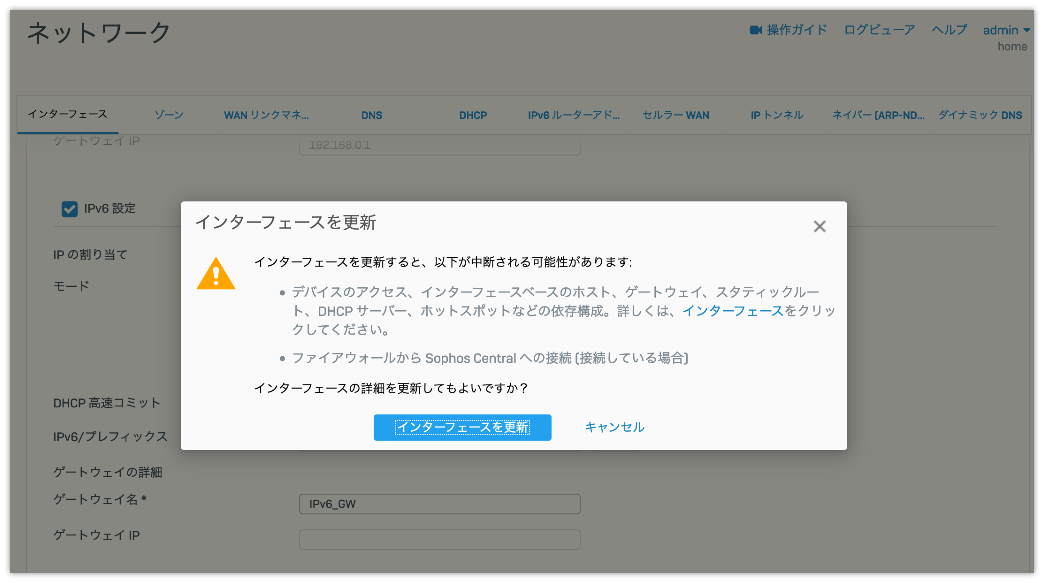 ネットワーク
操作ガイド ログビューア ヘルプ admin
home
インターフェース ゾーン WAN リンクマネ... DNS DHCP IPv6 ルーターアド... セルラー WAN IP トンネル ネイバー (ARP-ND... ダイナミック DNS
ゲートウェイ IP 192.168.0.1
IPv6 設定
IP の割り当て
モード
インターフェースを更新
インターフェースを更新すると、以下が中断される可能性があります:
• デバイスのアクセス、インターフェースベースのホスト、ゲートウェイ、スタティックルー
ト、DHCP サーバー、ホットスポットなどの依存構成。詳しくは、インターフェースをクリッ
クしてください。
• ファイアウォールから Sophos Central への接続 (接続している場合)
インターフェースの詳細を更新してもよいですか？
インターフェースを更新 キャンセル
DHCP 高速コミット
IPv6/プレフィックス
ゲートウェイの詳細
ゲートウェイ名 * IPv6_GW
ゲートウェイ IP